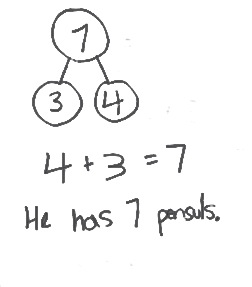 7
3 4
4 + 3 = 7
He has 7 pensuls.